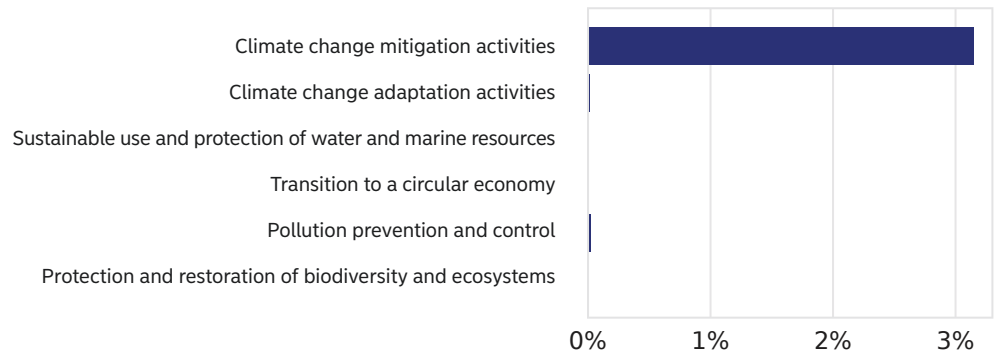 Climate change mitigation activities
Climate change adaptation activities
Sustainable use and protection of water and marine resources
Transition to a circular economy
Pollution prevention and control
Protection and restoration of biodiversity and ecosystems
0% 1% 2% 3%